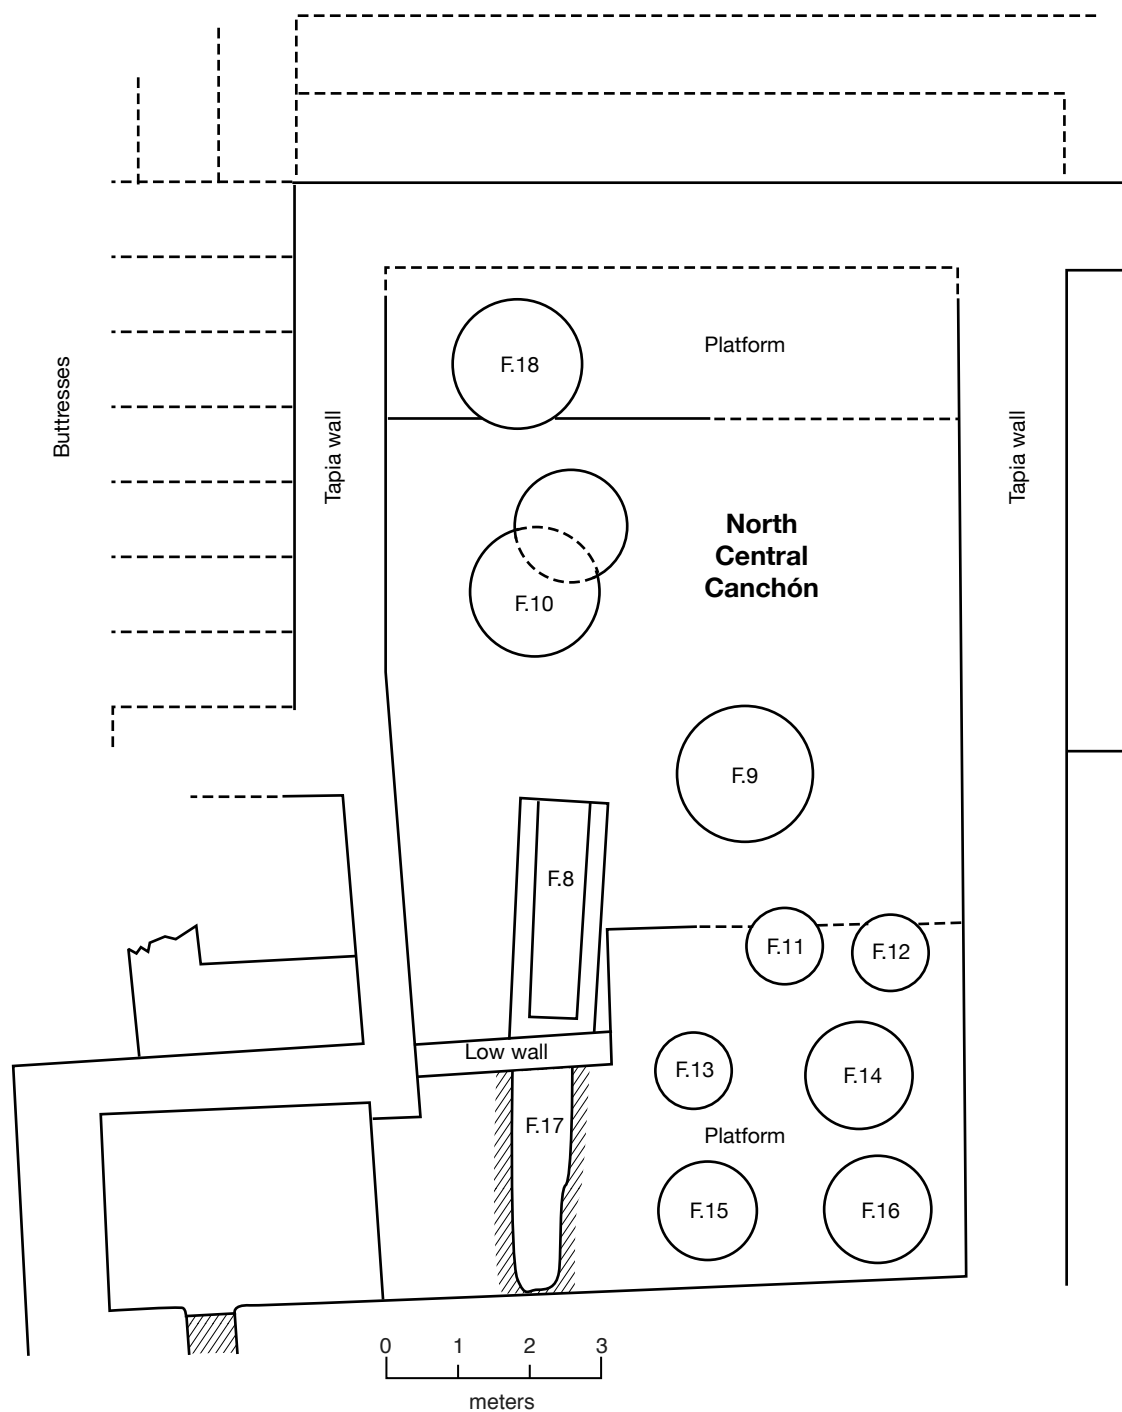 F.18
Platform
Buttresses
Tapia wall
Tapia wall
North
Central
Canchón
F.10
F.9
F.8
F.11
F.12
Low wall
F.13
F.14
F.17
Platform
F.15
F.16
0 1 2 3
meters